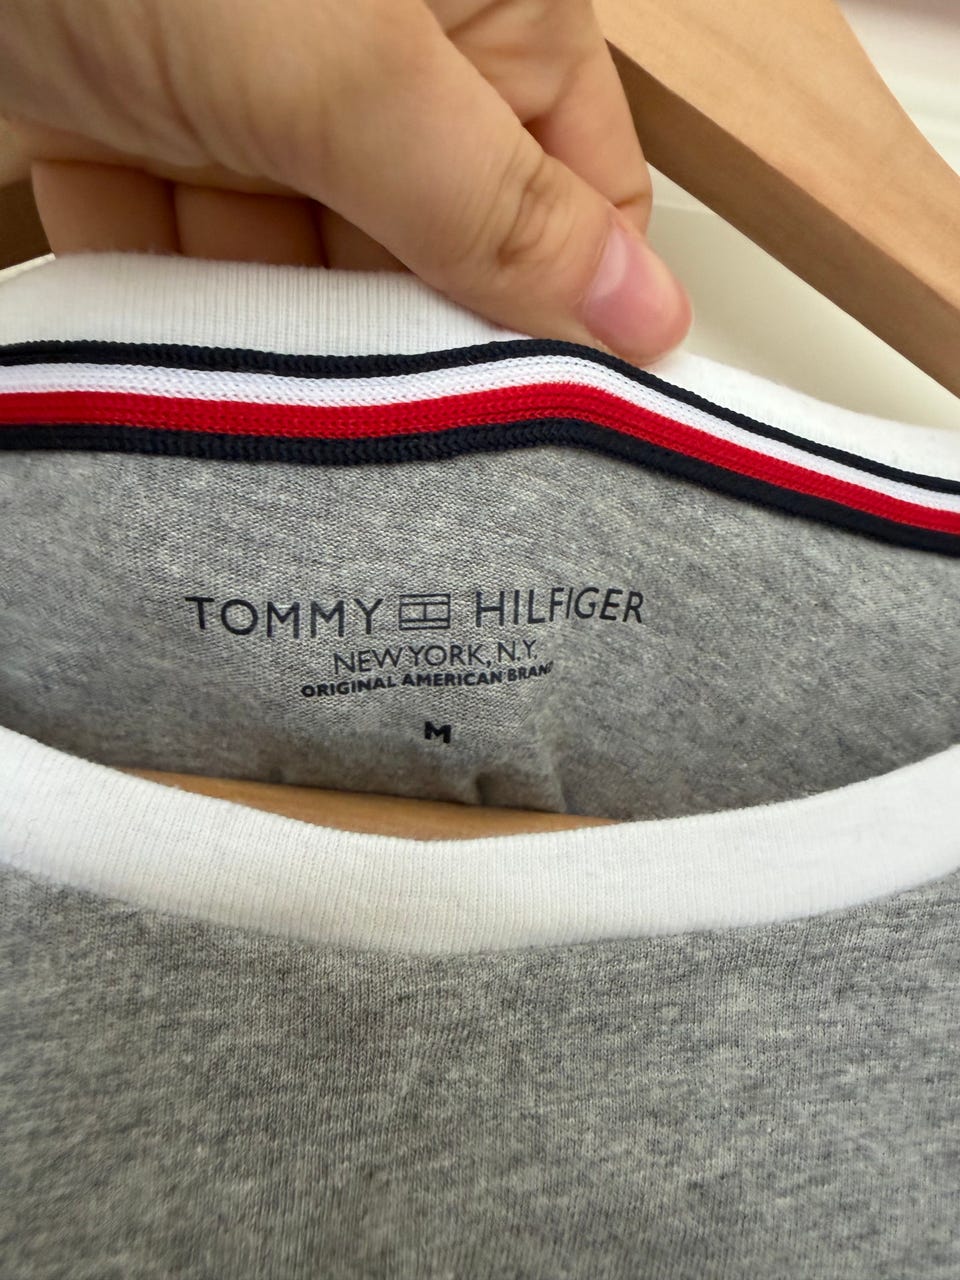 TOMMY HILFIGER
NEW YORK, N.Y.
ORIGINAL AMERICAN BRAND
M